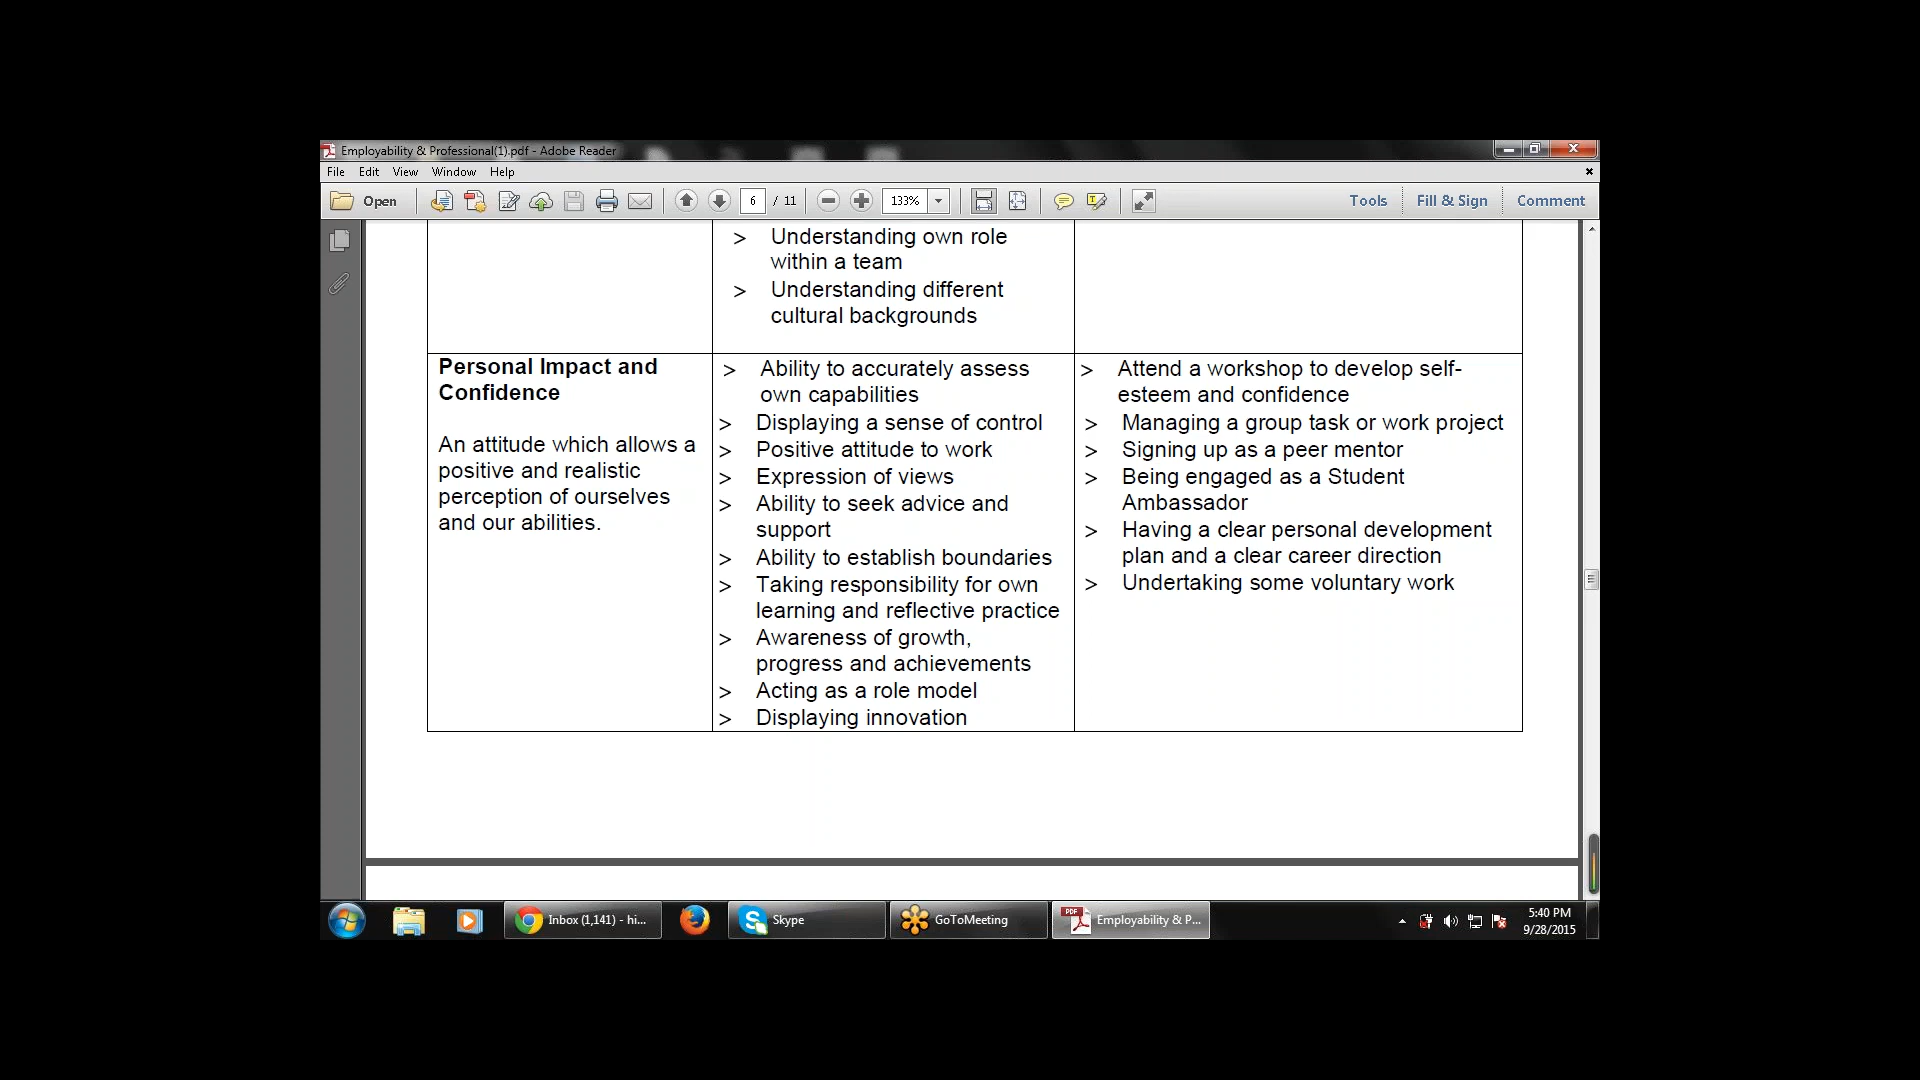 Employability & Professional(1).pdf - Adobe Reader
File Edit View Window Help
Open 6 / 11 133% Tools Fill & Sign Comment
> Understanding own role
within a team
> Understanding different
cultural backgrounds
Personal Impact and
Confidence
An attitude which allows a
positive and realistic
perception of ourselves
and our abilities.
> Ability to accurately assess
own capabilities
> Displaying a sense of control
> Positive attitude to work
> Expression of views
> Ability to seek advice and
support
> Ability to establish boundaries
> Taking responsibility for own
learning and reflective practice
> Awareness of growth,
progress and achievements
> Acting as a role model
> Displaying innovation
> Attend a workshop to develop self-
esteem and confidence
> Managing a group task or work project
> Signing up as a peer mentor
> Being engaged as a Student
Ambassador
> Having a clear personal development
plan and a clear career direction
> Undertaking some voluntary work
Inbox (1,141) - hi... Skype GoToMeeting PDF Employability & P...
5:40 PM
9/28/2015